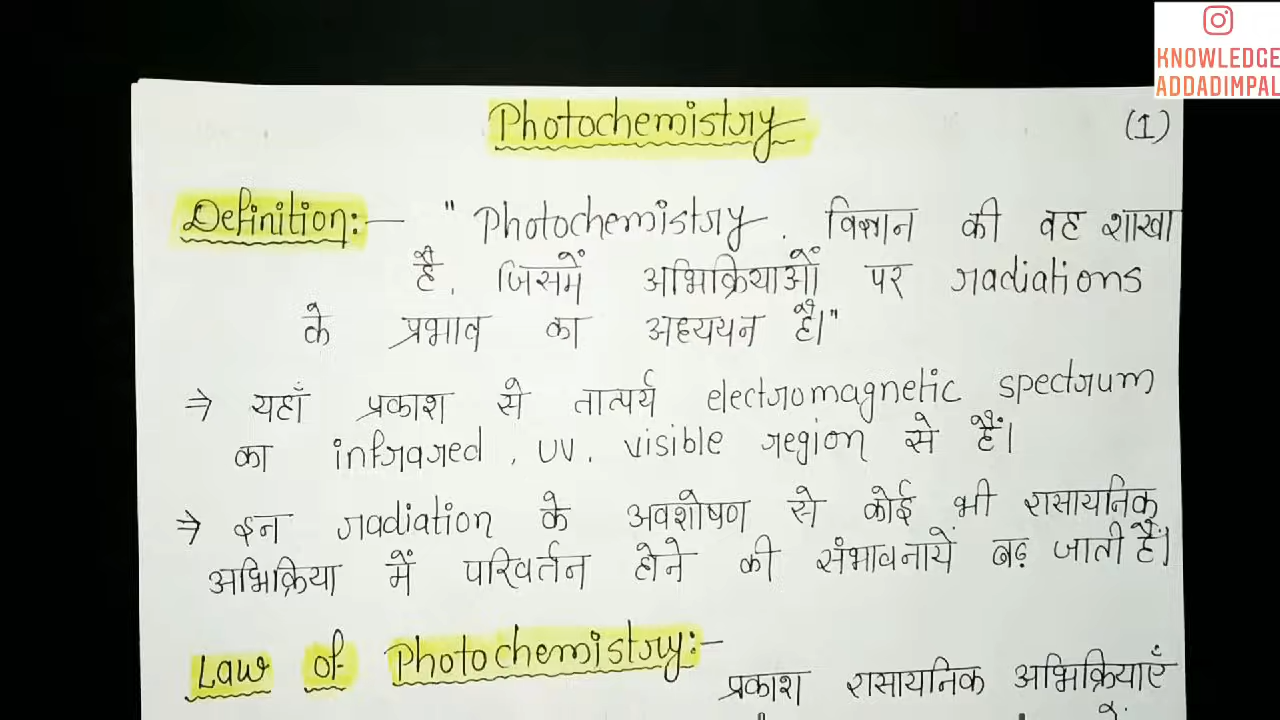 KNOWLEDGE
ADDADIMPAL
Photochemistry
(1)
Definition:— " Photochemistry. विज्ञान की वह शाखा
है, जिसमें अभिक्रियाओं पर radiations
के प्रभाव का अध्ययन है।"
⇒ यहाँ प्रकाश से तात्पर्य electromagnetic spectrum
का infrared, UV, visible region से हैं।
⇒ इन radiation के अवशोषण से कोई भी रासायनिक
अभिक्रिया में परिवर्तन होने की संभावनायें बढ़ जाती हैं।
Law of Photochemistry:—
प्रकाश रासायनिक अभिक्रियाएँ